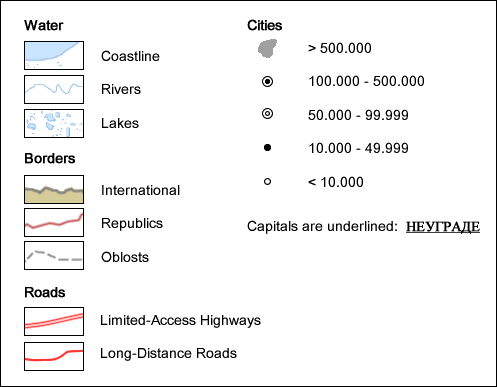 Water
Coastline
Rivers
Lakes
Borders
International
Republics
Oblosts
Roads
Limited-Access Highways
Long-Distance Roads
Cities
> 500.000
100.000 - 500.000
50.000 - 99.999
10.000 - 49.999
< 10.000
Capitals are underlined: НЕУГРАДЕ